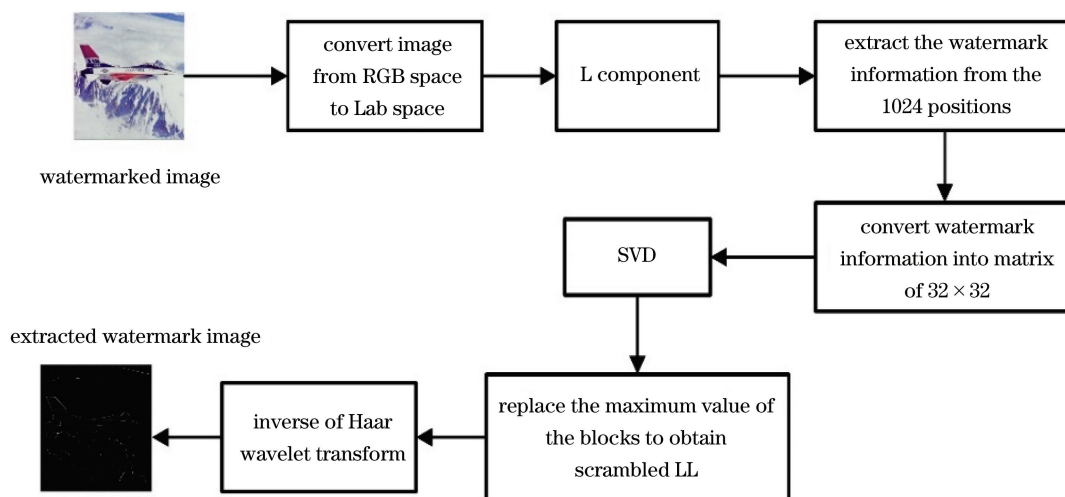 convert image
from RGB space
to Lab space
L component
extract the watermark
information from the
1024 positions
watermarked image
convert watermark
information into matrix
of 32×32
SVD
replace the maximum value of
the blocks to obtain
scrambled LL
inverse of Haar
wavelet transform
extracted watermark image